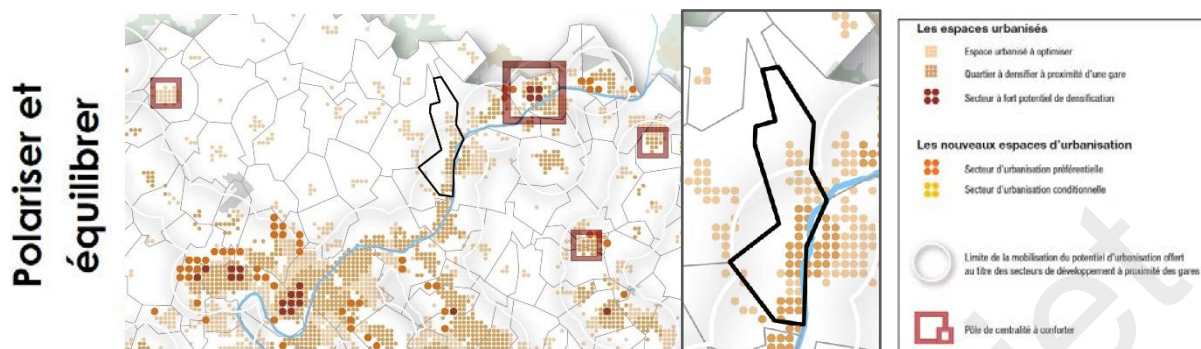 Polariser et
équilibrer
Les espaces urbanisés
Espace urbanisé à optimiser
Quartier à densifier à proximité d'une gare
Secteur à fort potentiel de densification
Les nouveaux espaces d'urbanisation
Secteur d'urbanisation préférentielle
Secteur d'urbanisation conditionnelle
Limite de la mobilisation du potentiel d'urbanisation offert
au titre des secteurs de développement à proximité des gares
Pôle de centralité à conforter